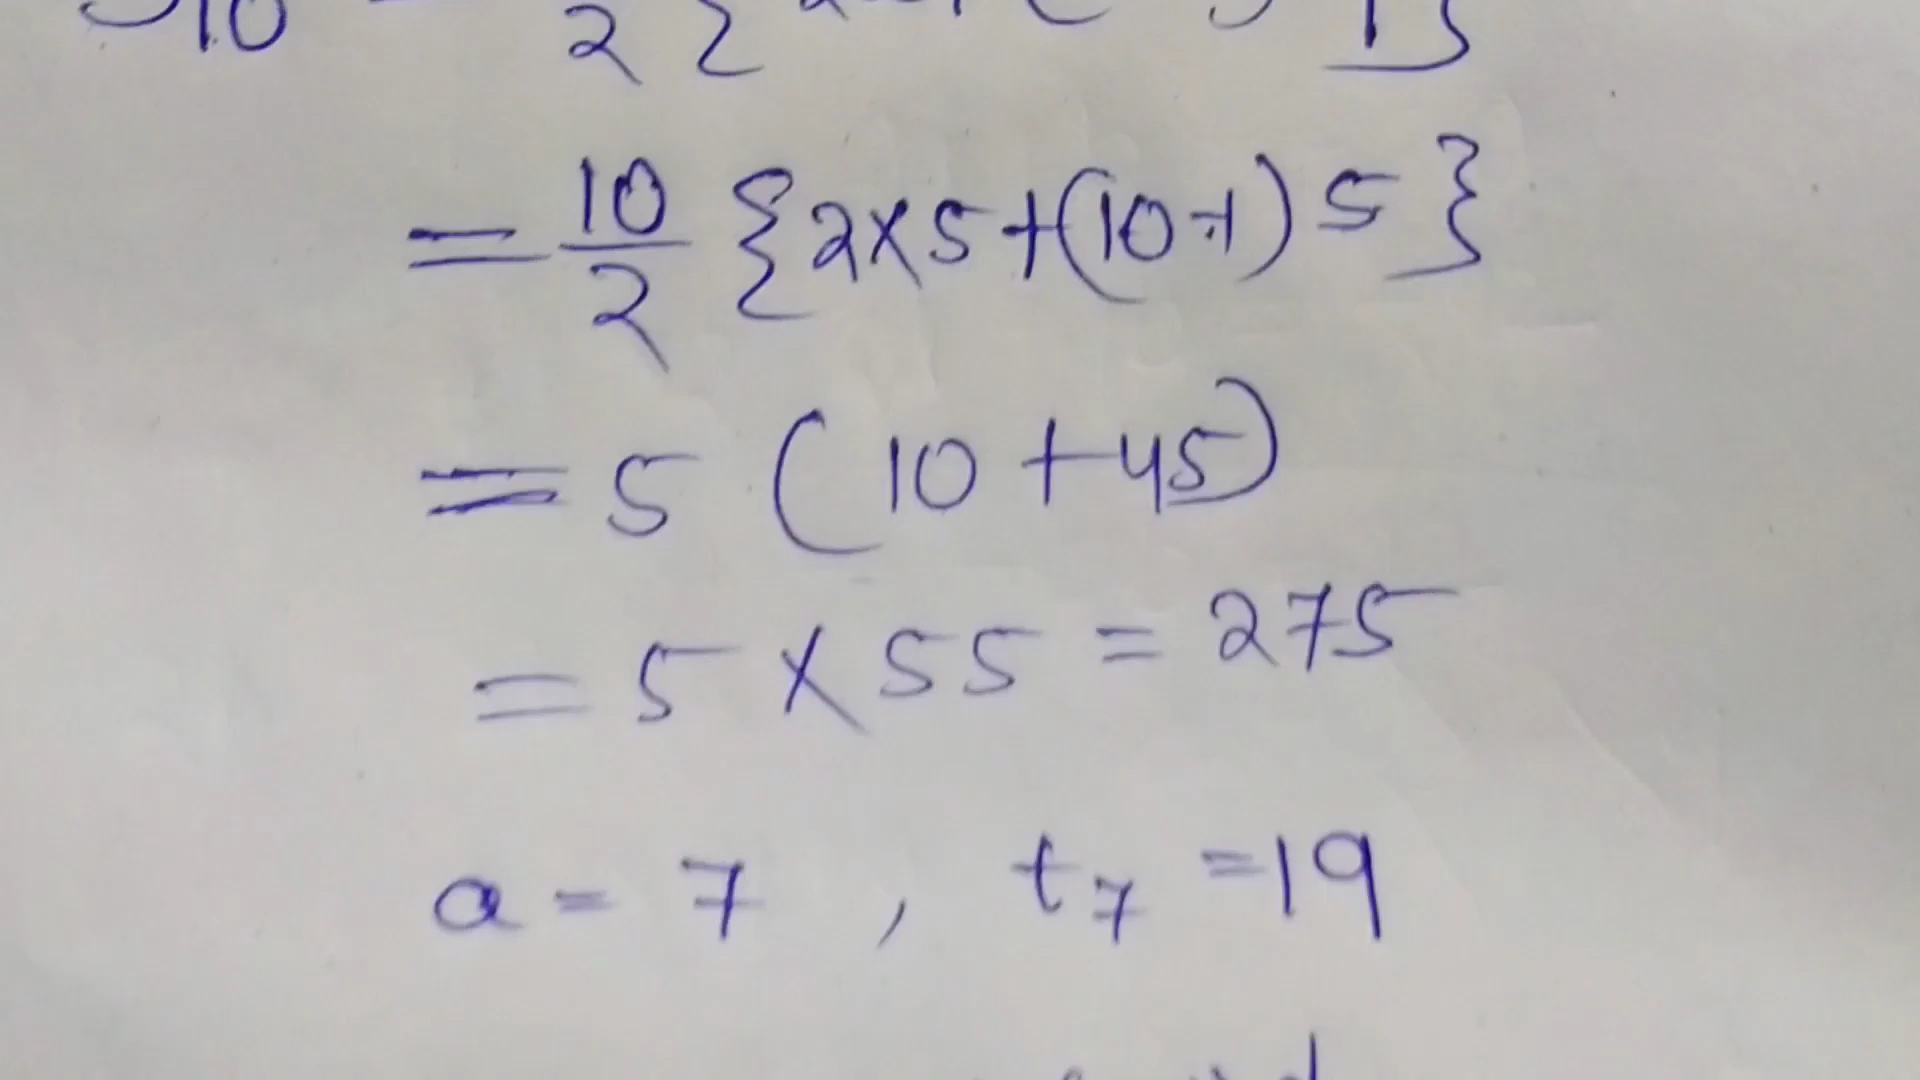 = 10/2 {2×5+(10-1)5}
= 5 (10 + 45)
= 5 × 55 = 275
a = 7 , t₇ = 19